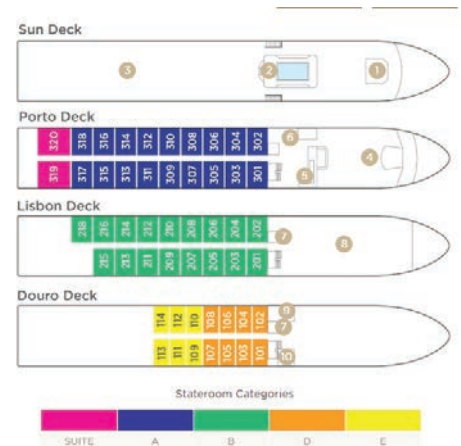 Sun Deck
3 2 1
Porto Deck
320 318 316 314 312 310 308 306 304 302 6 4
319 317 315 313 311 309 307 305 303 301 5
Lisbon Deck
218 216 214 212 210 208 206 204 202 7 8
215 213 211 209 207 205 203 201
Douro Deck
114 112 110 108 106 104 102 9 7
113 111 109 107 105 103 101 10
Stateroom Categories
SUITE A B D E